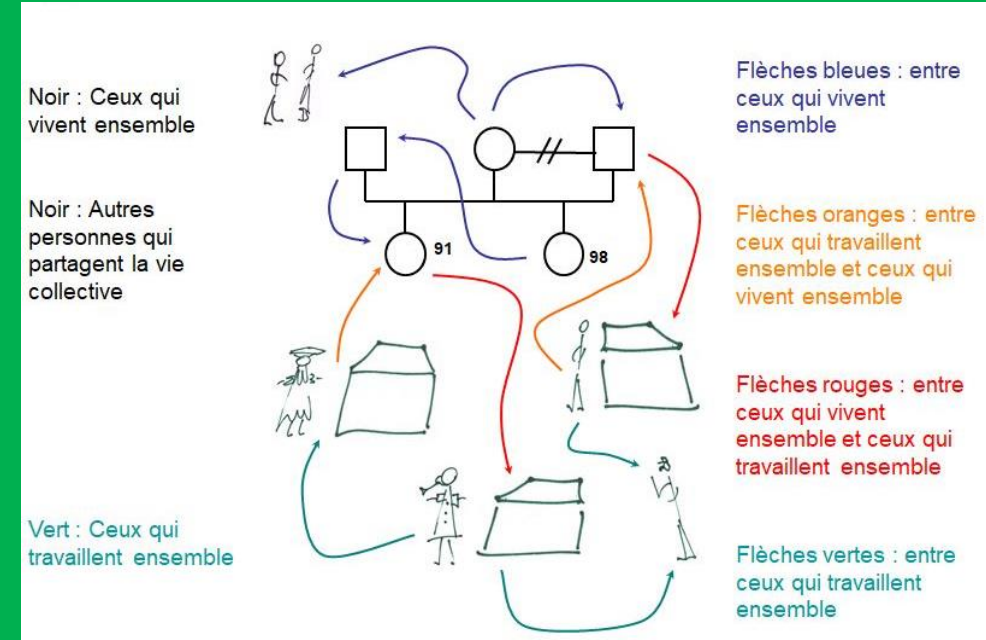 Noir : Ceux qui
vivent ensemble
Noir : Autres
personnes qui
partagent la vie
collective
Vert : Ceux qui
travaillent ensemble
91
98
Flèches bleues : entre
ceux qui vivent
ensemble
Flèches oranges : entre
ceux qui travaillent
ensemble et ceux qui
vivent ensemble
Flèches rouges : entre
ceux qui vivent
ensemble et ceux qui
travaillent ensemble
Flèches vertes : entre
ceux qui travaillent
ensemble